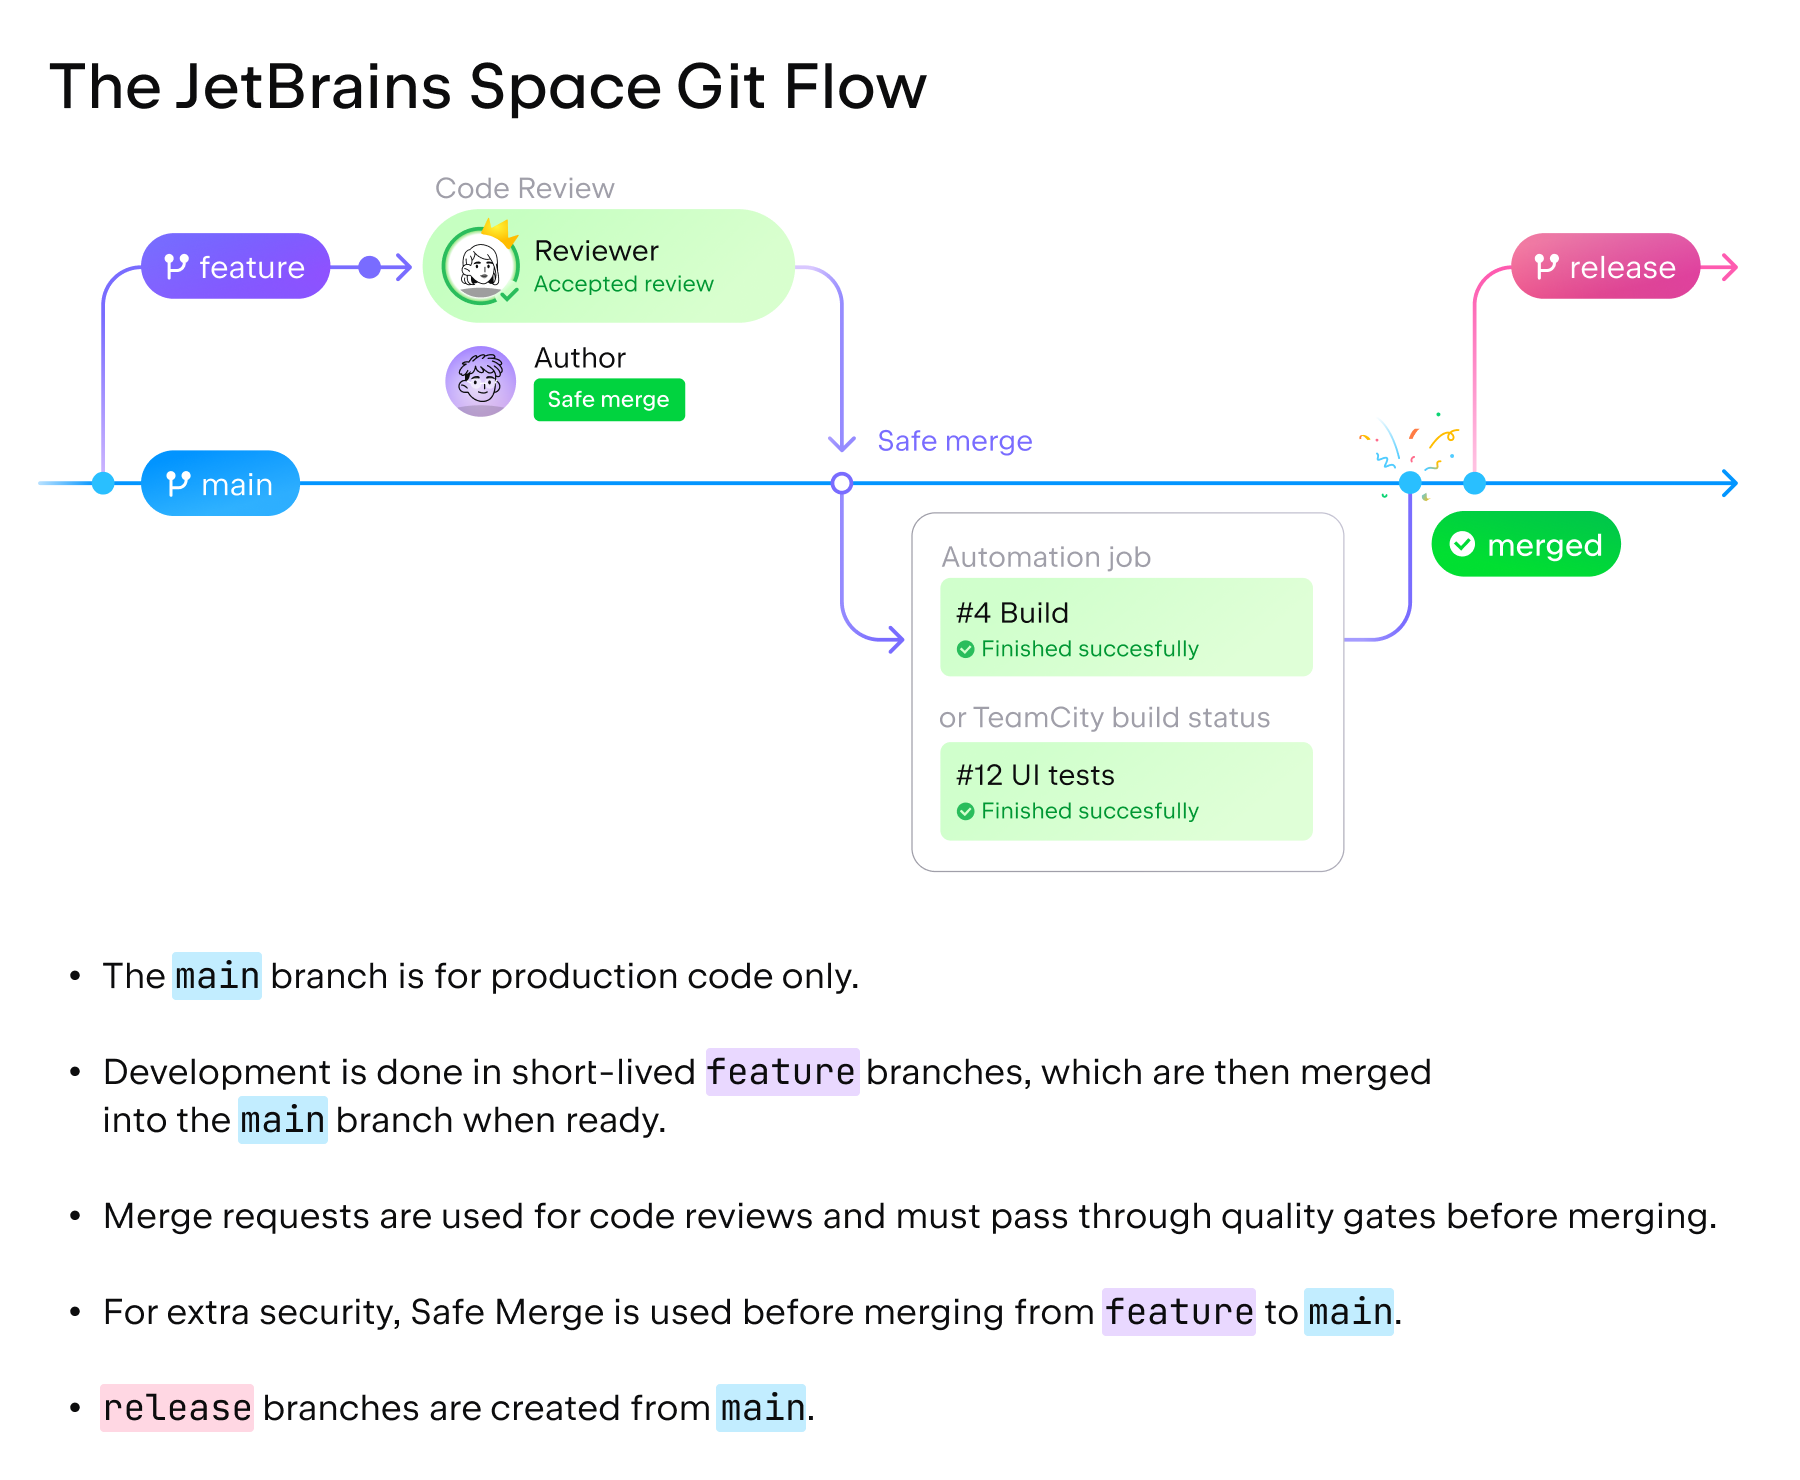 The JetBrains Space Git Flow
Code Review
feature
Reviewer
Accepted review
release
Author
Safe merge
Safe merge
main
merged
Automation job
#4 Build
Finished succesfully
or TeamCity build status
#12 UI tests
Finished succesfully
• The main branch is for production code only.
• Development is done in short-lived feature branches, which are then merged
into the main branch when ready.
• Merge requests are used for code reviews and must pass through quality gates before merging.
• For extra security, Safe Merge is used before merging from feature to main.
• release branches are created from main.